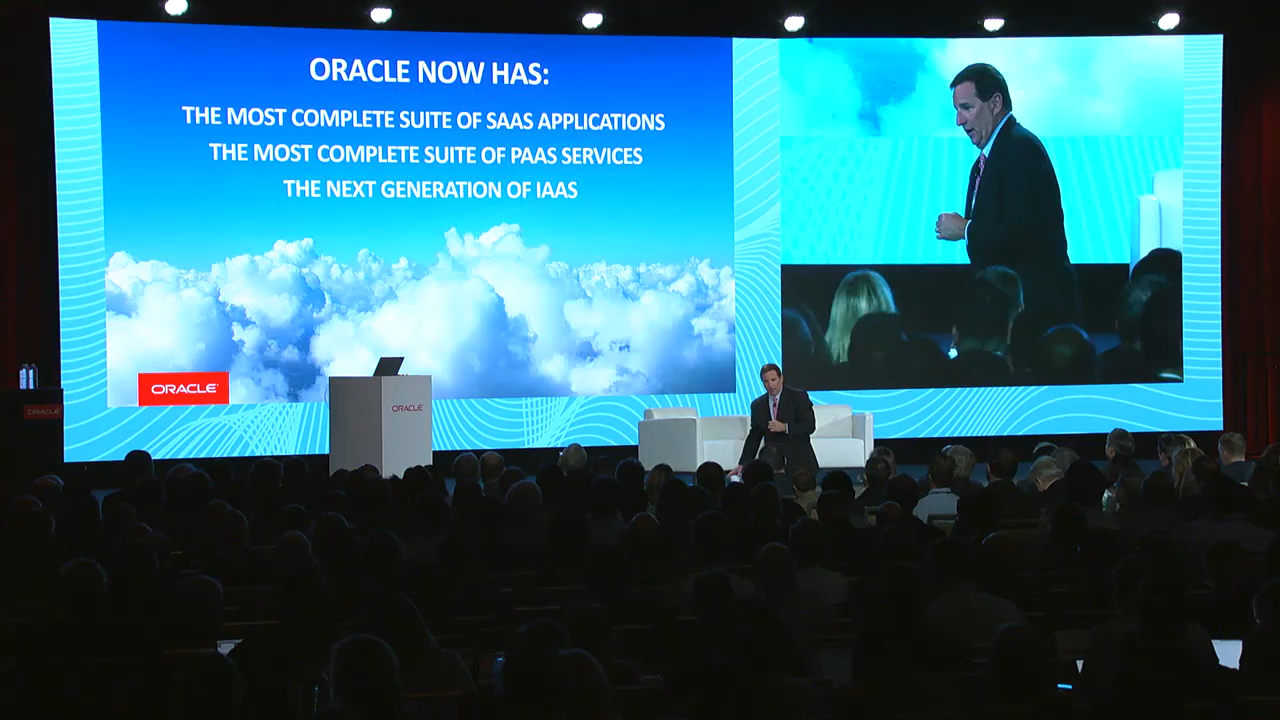 ORACLE NOW HAS:
THE MOST COMPLETE SUITE OF SAAS APPLICATIONS
THE MOST COMPLETE SUITE OF PAAS SERVICES
THE NEXT GENERATION OF IAAS
ORACLE
ORACLE
ORACLE